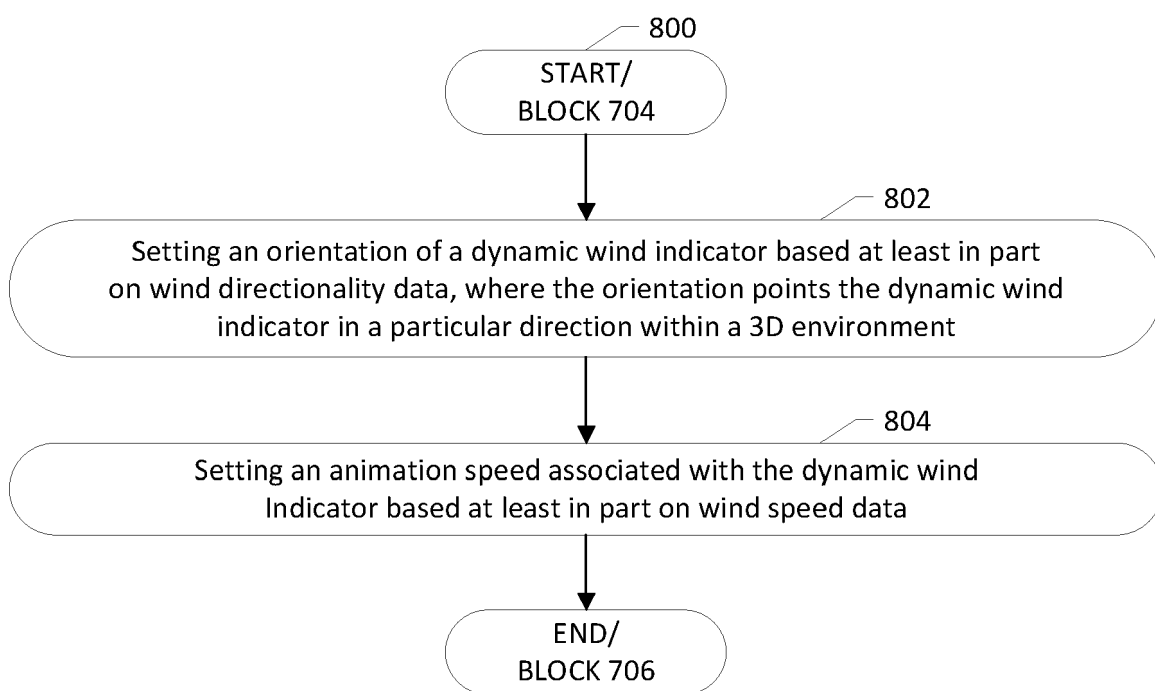 800
START/
BLOCK 704
802
Setting an orientation of a dynamic wind indicator based at least in part
on wind directionality data, where the orientation points the dynamic wind
indicator in a particular direction within a 3D environment
804
Setting an animation speed associated with the dynamic wind
Indicator based at least in part on wind speed data
END/
BLOCK 706